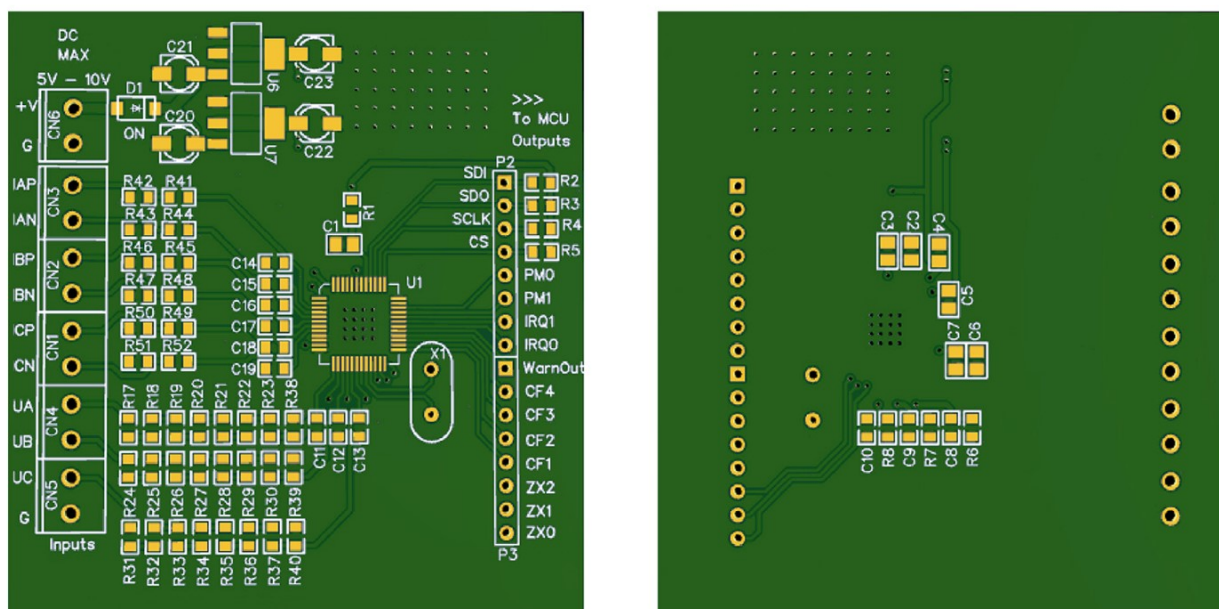 DC
MAX
5V - 10V
+V
G
CN6
D1
ON
C21
C20
U6
U7
C23
C22
>>>
To MCU
Outputs
P2
SDI
SDO
SCLK
CS
PM0
PM1
IRQ1
IRQ0
WarnOut
CF4
CF3
CF2
CF1
ZX2
ZX1
ZX0
P3
R2
R3
R4
R5
IAP
IAN
CN3
IBP
IBN
CN2
ICP
CN
CN1
UA
UB
CN4
UC
G
CN5
Inputs
R42 R41
R43 R44
R46 R45
R47 R48
R50 R49
R51 R52
C14
C15
C16
C17
C18
C19
R1
C1
U1
X1
R17 R18 R19 R20 R21 R22 R23 R38
C11 C12 C13
R24 R25 R26 R27 R28 R29 R30 R39
R31 R32 R33 R34 R35 R36 R37 R40
C3 C2 C4
C5
C7 C6
C10 R8 C9 R7 C8 R6